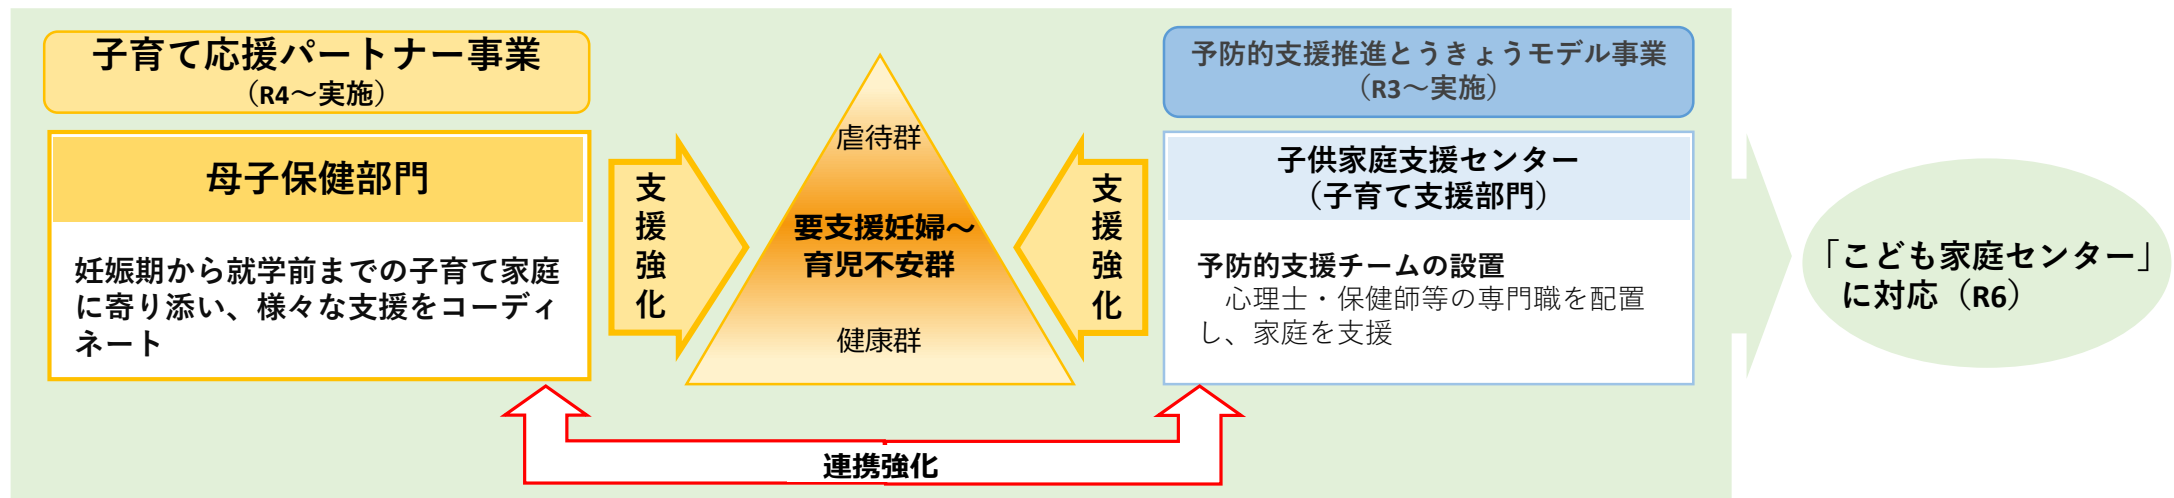 子育て応援パートナー事業
（R4～実施）
母子保健部門
妊娠期から就学前までの子育て家庭
に寄り添い、様々な支援をコーディ
ネート
支援強化
虐待群
要支援妊婦～
育児不安群
健康群
支援強化
予防的支援推進とうきょうモデル事業
（R3～実施）
子供家庭支援センター
（子育て支援部門）
予防的支援チームの設置
　心理士・保健師等の専門職を配置
し、家庭を支援
連携強化
「こども家庭センター」
に対応（R6）